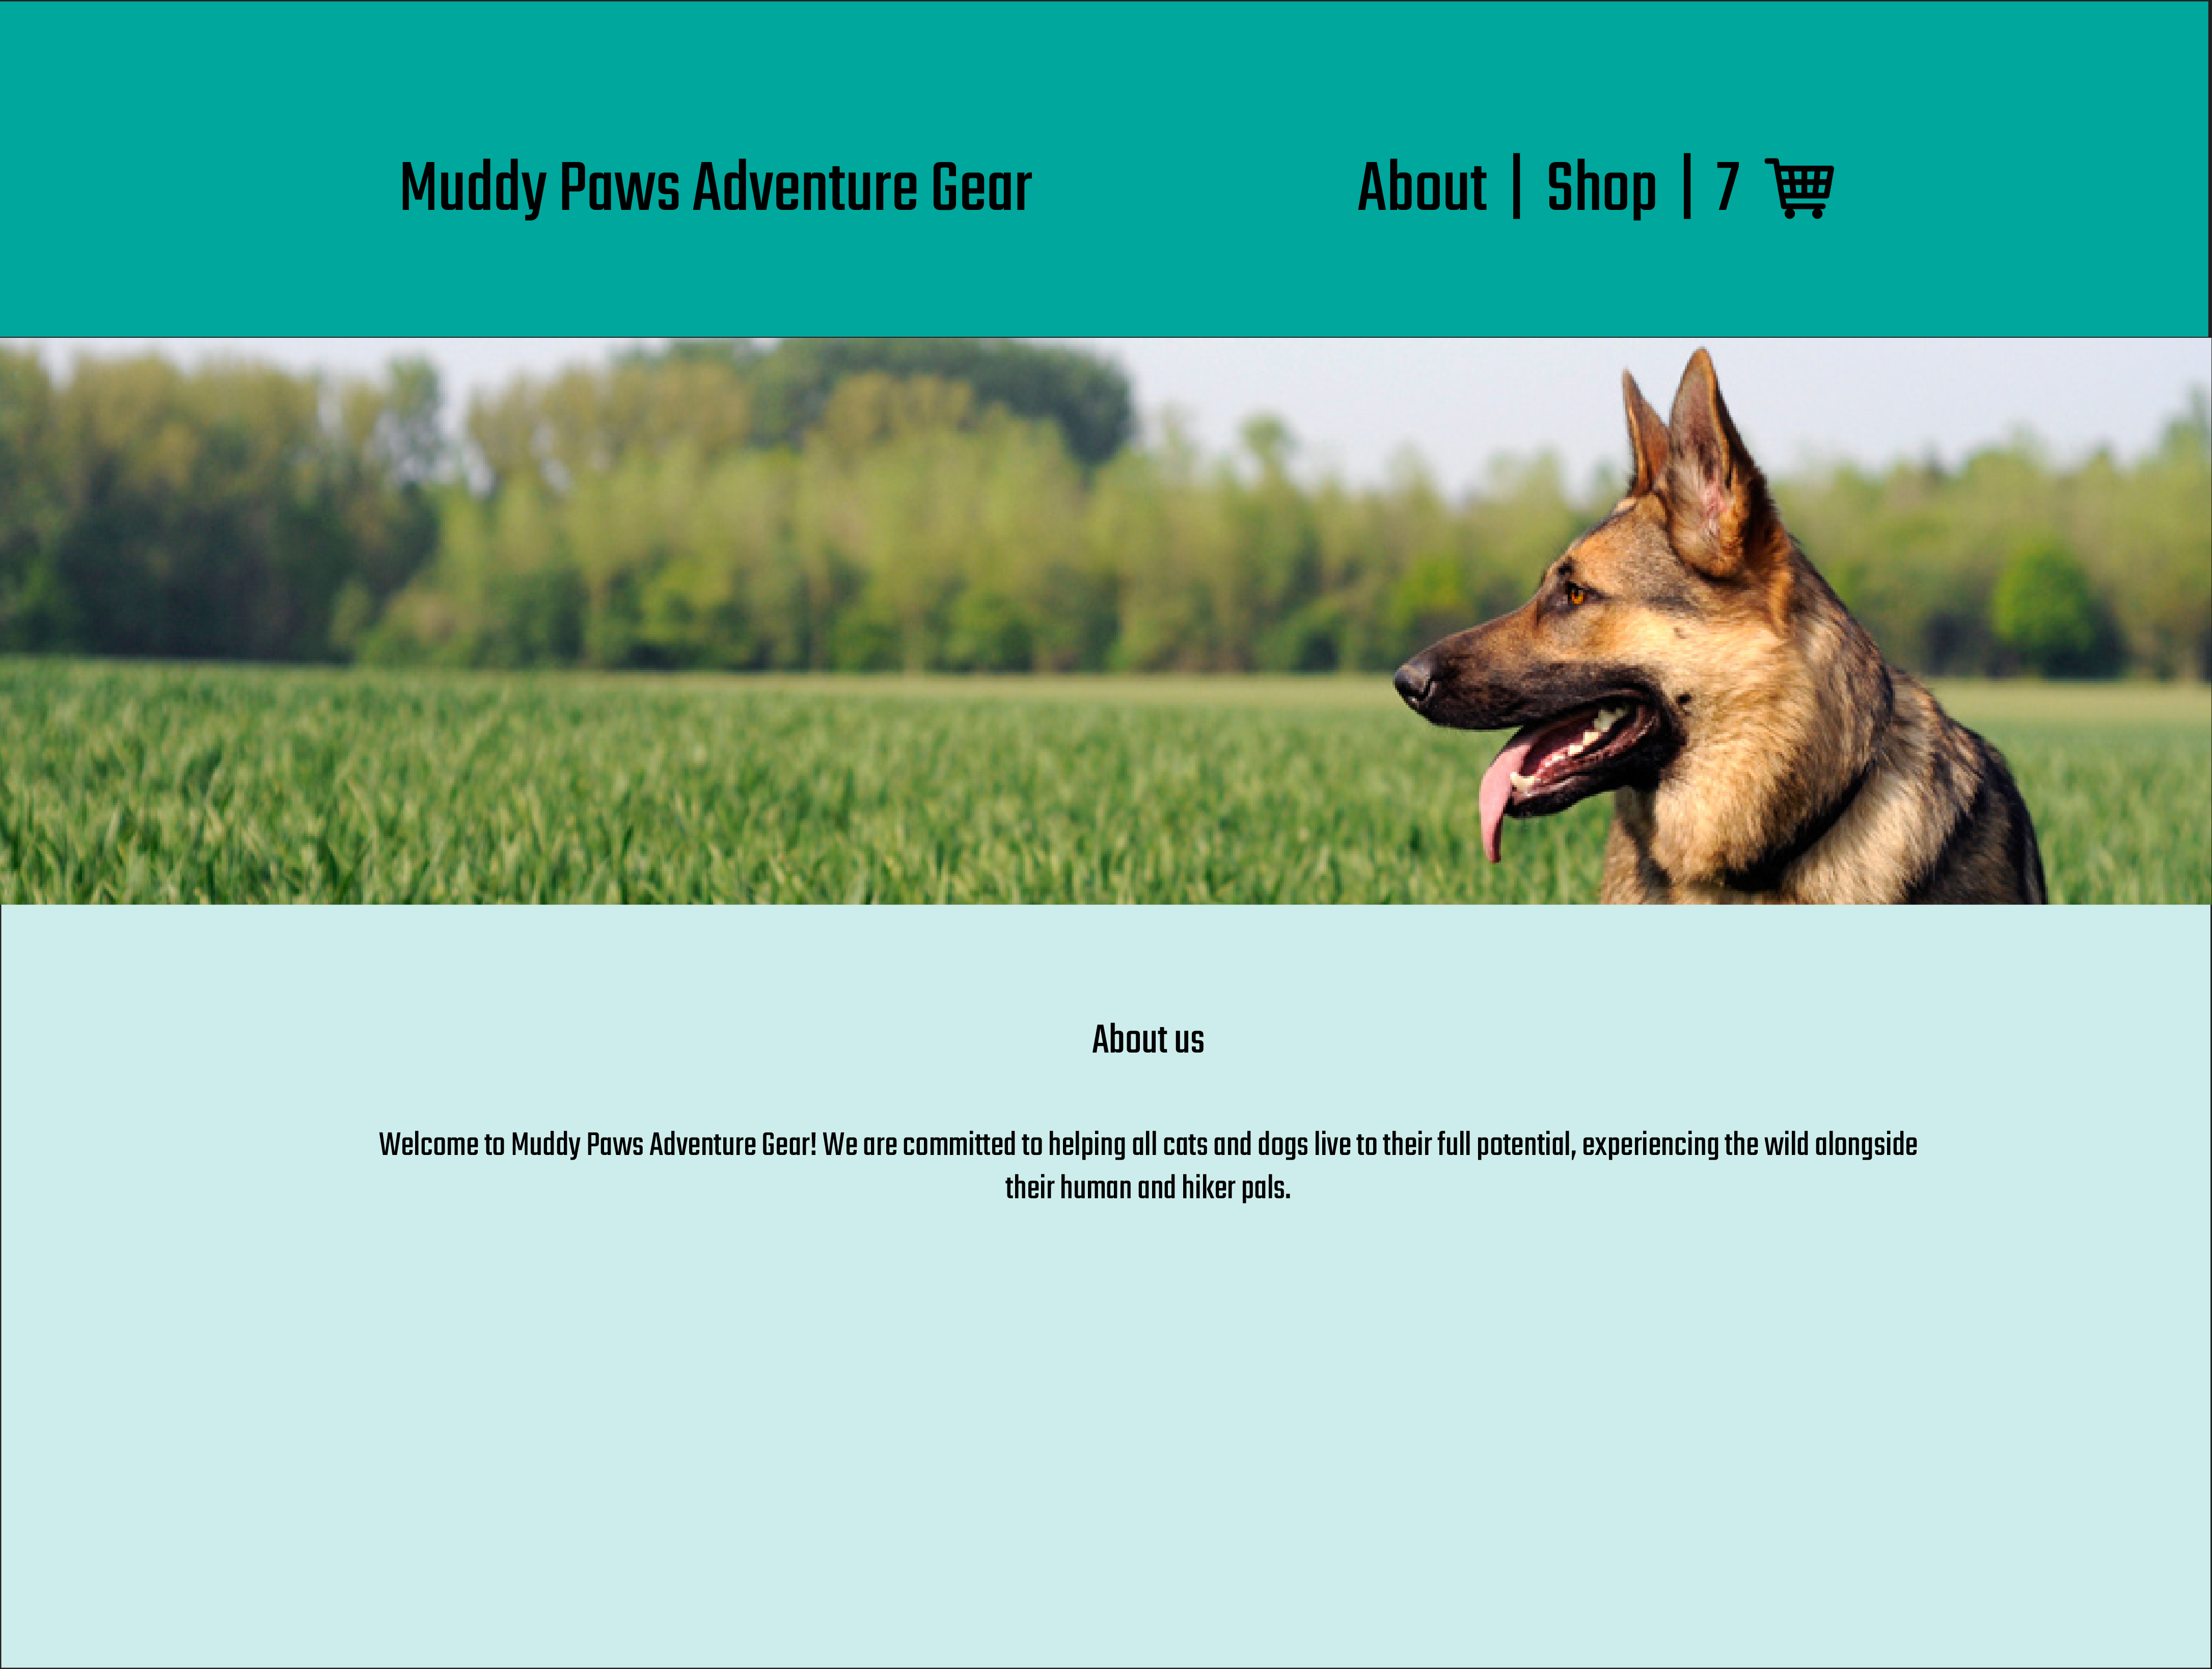 Muddy Paws Adventure Gear
About | Shop | 7
About us
Welcome to Muddy Paws Adventure Gear! We are committed to helping all cats and dogs live to their full potential, experiencing the wild alongside
their human and hiker pals.